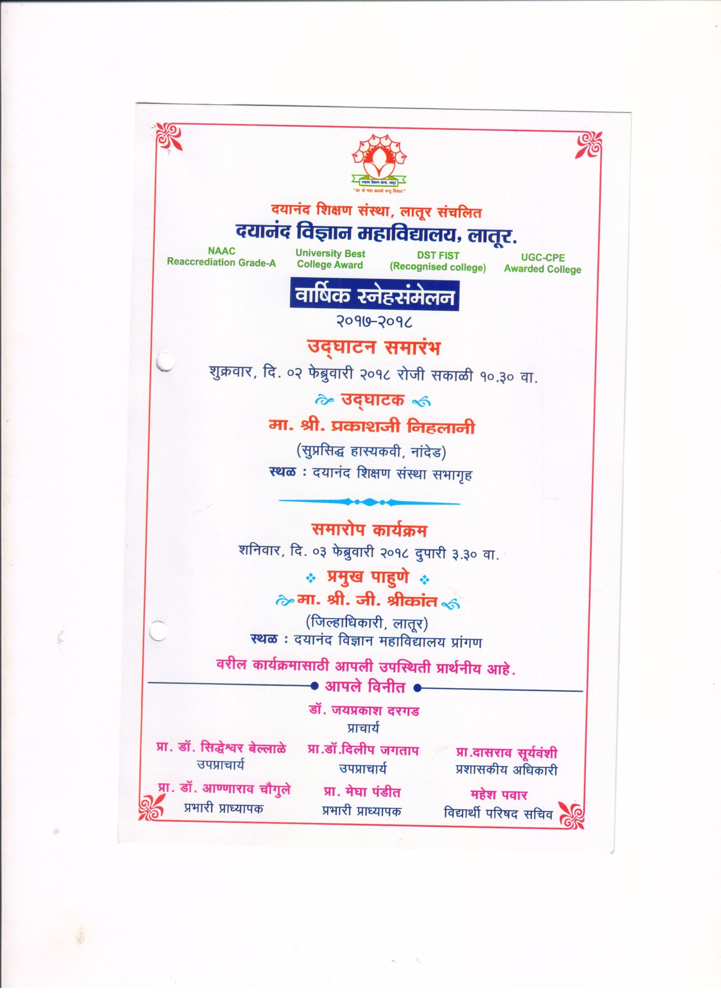 दयानंद शिक्षण संस्था, लातूर
"आ नो भद्रा क्रतवो यन्तु विश्वतः"
दयानंद शिक्षण संस्था, लातूर संचलित
दयानंद विज्ञान महाविद्यालय, लातूर.
NAAC University Best DST FIST UGC-CPE
Reaccrediation Grade-A College Award (Recognised college) Awarded College
वार्षिक स्नेहसंमेलन
२०१७-२०१८
उद्‌घाटन समारंभ
शुक्रवार, दि. ०२ फेब्रुवारी २०१८ रोजी सकाळी १०.३० वा.
उद्‌घाटक
मा. श्री. प्रकाशजी निहलानी
(सुप्रसिद्ध हास्यकवी, नांदेड)
स्थळ : दयानंद शिक्षण संस्था सभागृह
समारोप कार्यक्रम
शनिवार, दि. ०३ फेब्रुवारी २०१८ दुपारी ३.३० वा.
प्रमुख पाहुणे
मा. श्री. जी. श्रीकांत
(जिल्हाधिकारी, लातूर)
स्थळ : दयानंद विज्ञान महाविद्यालय प्रांगण
वरील कार्यक्रमासाठी आपली उपस्थिती प्रार्थनीय आहे.
आपले विनीत
डॉ. जयप्रकाश दरगड
प्राचार्य
प्रा. डॉ. सिद्धेश्वर बेल्लाळे प्रा.डॉ.दिलीप जगताप प्रा.दासराव सूर्यवंशी
उपप्राचार्य उपप्राचार्य प्रशासकीय अधिकारी
प्रा. डॉ. आण्णाराव चौगुले प्रा. मेघा पंडीत महेश पवार
प्रभारी प्राध्यापक प्रभारी प्राध्यापक विद्यार्थी परिषद सचिव